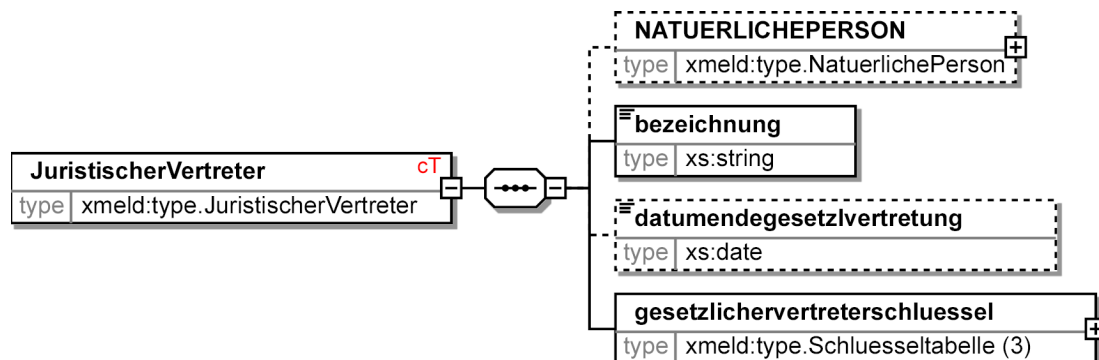 NATUERLICHEPERSON
type xmeld:type.NatuerlichePerson
bezeichnung
type xs:string
JuristischerVertreter cT
type xmeld:type.JuristischerVertreter
datumendegesetzlvertretung
type xs:date
gesetzlichervertreterschluessel
type xmeld:type.Schluesseltabelle (3)